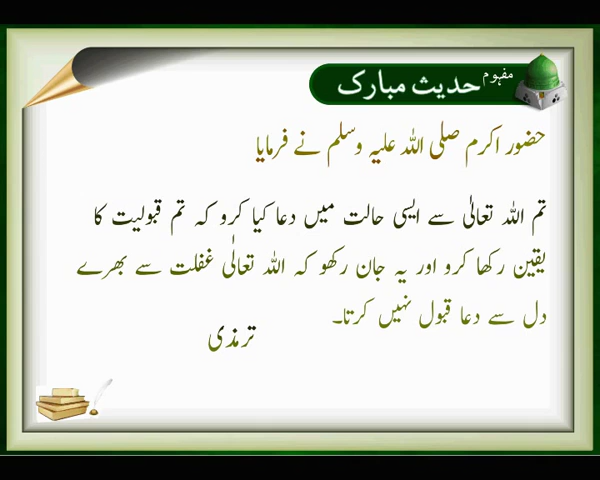 مفہوم حدیث مبارک
حضور اکرم صلی اللہ علیہ وسلم نے فرمایا
تم اللہ تعالیٰ سے ایسی حالت میں دعا کیا کرو کہ تم قبولیت کا
یقین رکھا کرو اور یہ جان رکھو کہ اللہ تعالٰی غفلت سے بھرے
دل سے دعا قبول نہیں کرتا۔
ترمذی